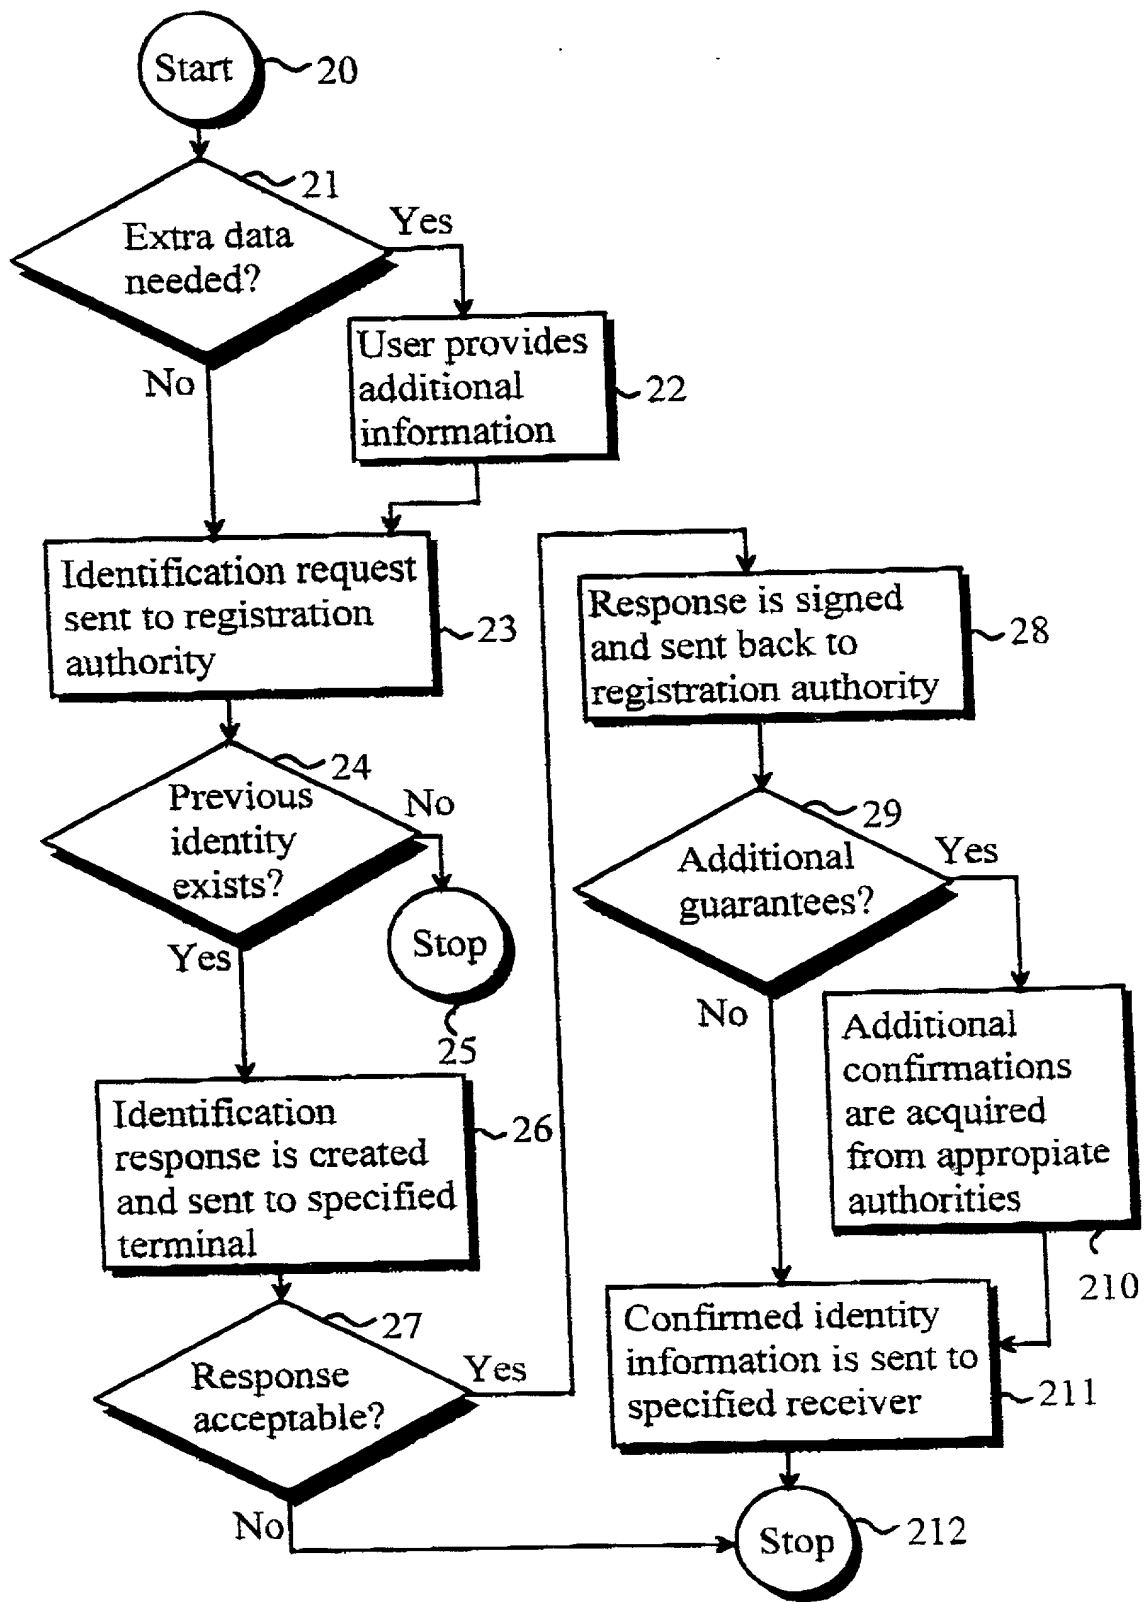 Start
20
21
Extra data
needed?
Yes
No
User provides
additional
information
22
Identification request
sent to registration
authority
23
24
Previous
identity
exists?
No
Yes
Stop
25
Identification
response is created
and sent to specified
terminal
26
27
Response
acceptable?
Yes
No
Response is signed
and sent back to
registration authority
28
29
Additional
guarantees?
Yes
No
Additional
confirmations
are acquired
from appropiate
authorities
210
Confirmed identity
information is sent to
specified receiver
211
Stop
212